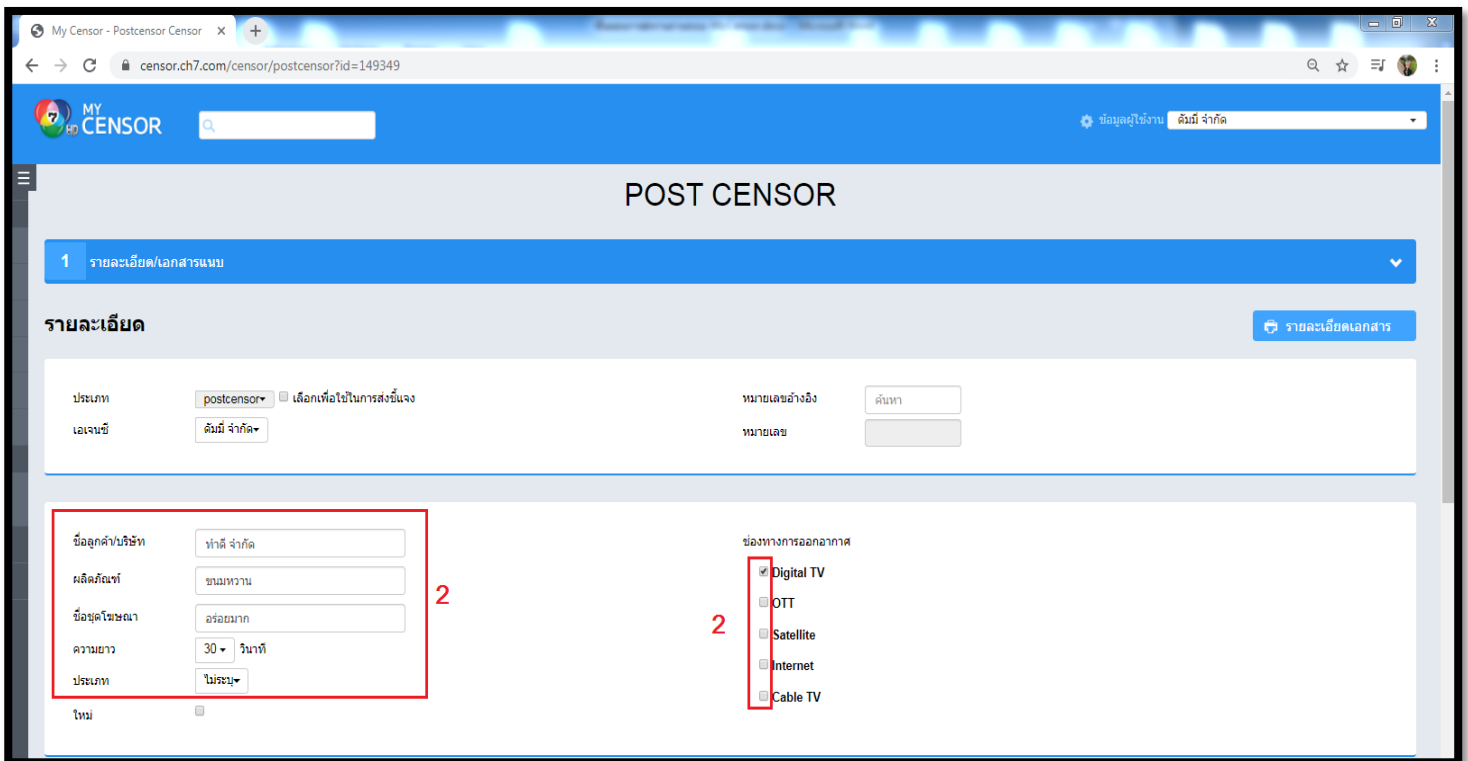 My Censor - Postcensor Censor
censor.ch7.com/censor/postcensor?id=149349
7 HD MY CENSOR
ข้อมูลผู้ใช้งาน ดัมมี่ จำกัด
POST CENSOR
1 รายละเอียด/เอกสารแนบ
รายละเอียด
รายละเอียดเอกสาร
ประเภท postcensor เลือกเพื่อใช้ในการส่งชี้แจง หมายเลขอ้างอิง ค้นหา
เอเจนซี่ ดัมมี่ จำกัด หมายเลข
ชื่อลูกค้า/บริษัท ทำดี จำกัด ช่องทางการออกอากาศ
ผลิตภัณฑ์ ขนมหวาน Digital TV
2
ชื่อชุดโฆษณา อร่อยมาก OTT
2
ความยาว 30 วินาที Satellite
ประเภท ไม่ระบุ Internet
ใหม่ Cable TV